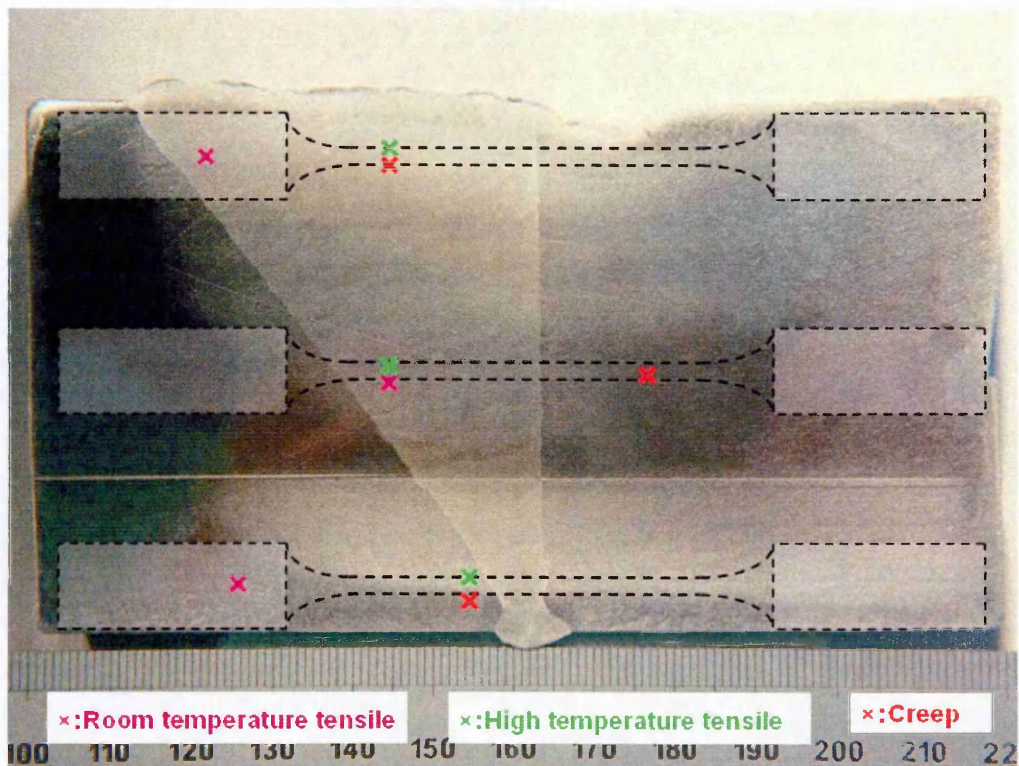 ×:Room temperature tensile
×:High temperature tensile
×:Creep
100 110 120 130 140 150 160 170 180 190 200 210 22